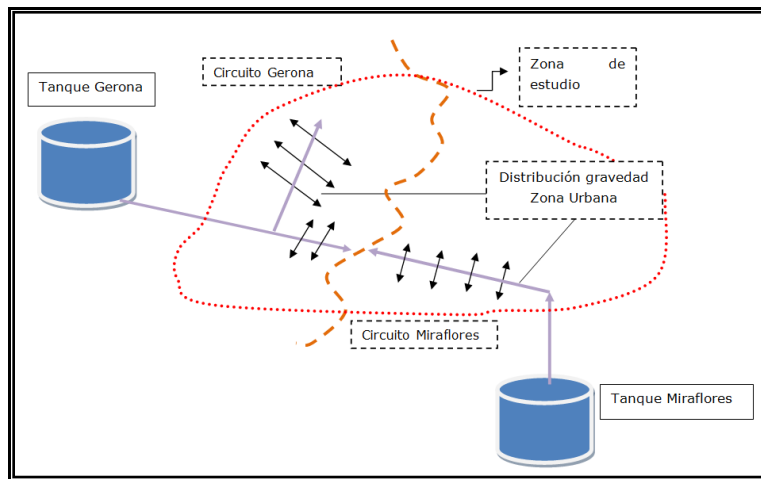 Circuito Gerona
Zona de
estudio
Tanque Gerona
Distribución gravedad
Zona Urbana
Circuito Miraflores
Tanque Miraflores